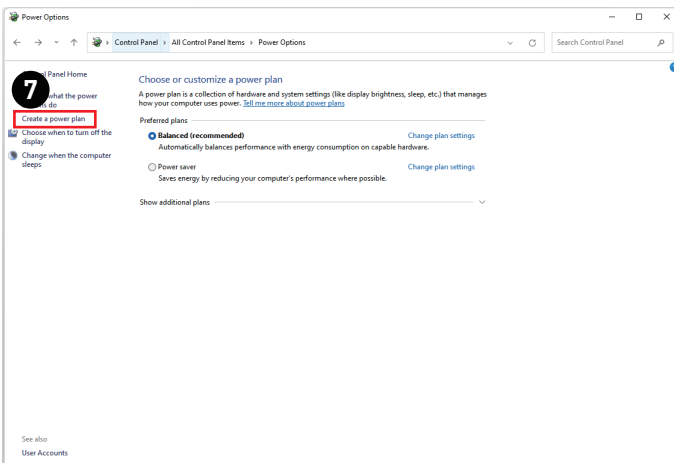 Power Options
Control Panel > All Control Panel Items > Power Options
Search Control Panel
7
Panel Home
what the power
do
Create a power plan
Choose when to turn off the
display
Change when the computer
sleeps
Choose or customize a power plan
A power plan is a collection of hardware and system settings (like display brightness, sleep, etc.) that manages
how your computer uses power. Tell me more about power plans
Preferred plans
Balanced (recommended) Change plan settings
Automatically balances performance with energy consumption on capable hardware.
Power saver Change plan settings
Saves energy by reducing your computer's performance where possible.
Show additional plans
See also
User Accounts